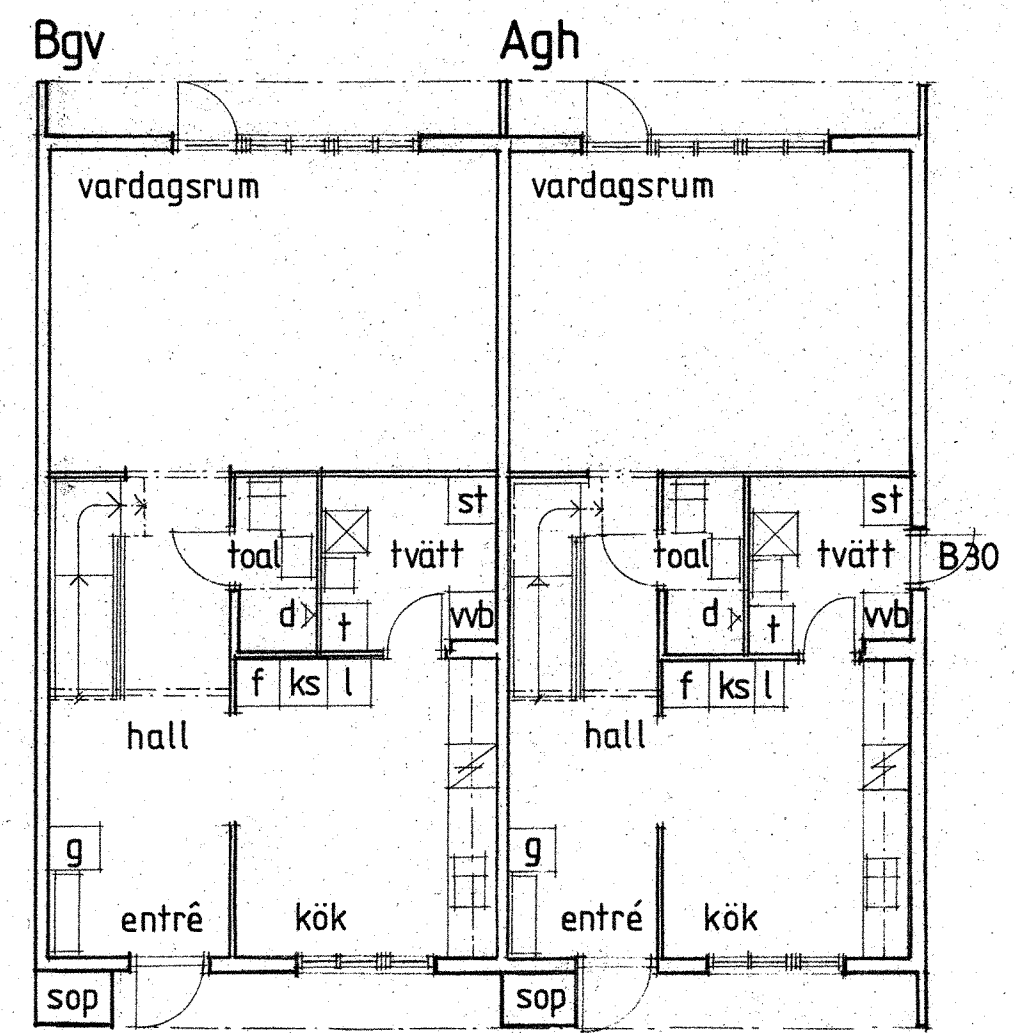 Bgv Agh
vardagsrum vardagsrum
st st
toal tvätt toal tvätt B30
d t vvb d t vvb
f ks l f ks l
hall hall
g g
entrê kök entré kök
sop sop